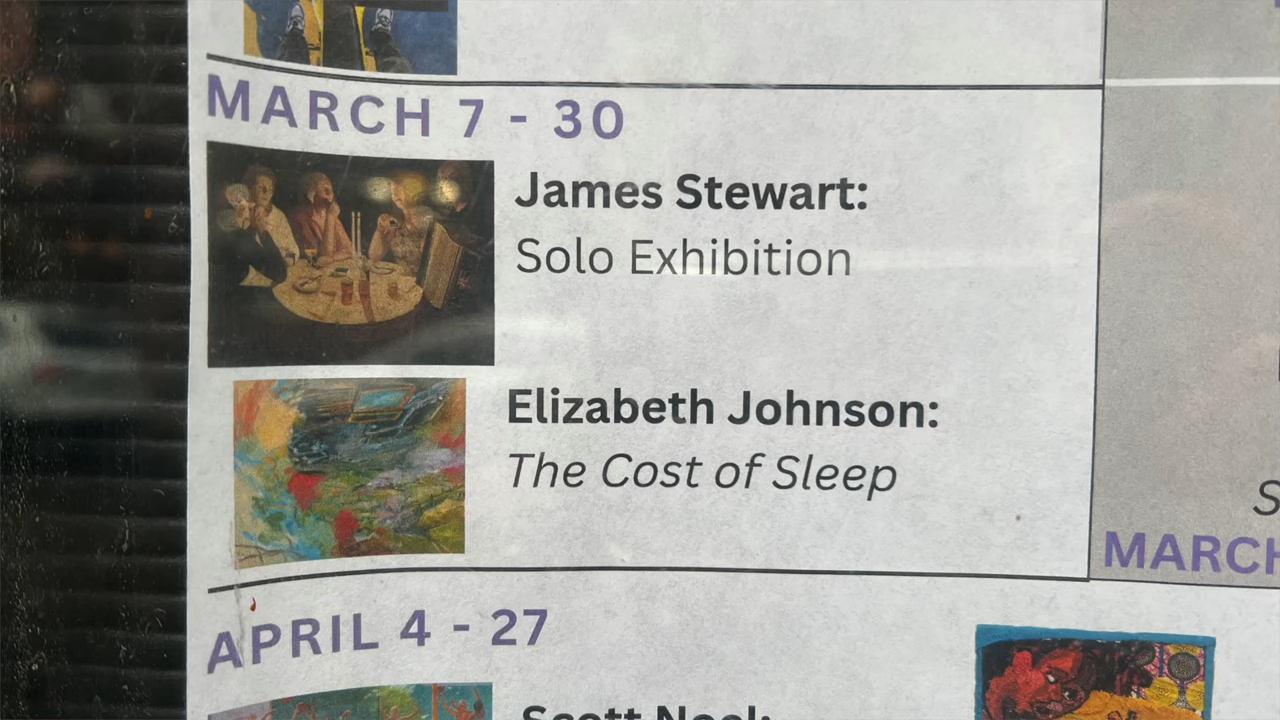 MARCH 7 - 30
James Stewart:
Solo Exhibition
Elizabeth Johnson:
The Cost of Sleep
MARCH
APRIL 4 - 27